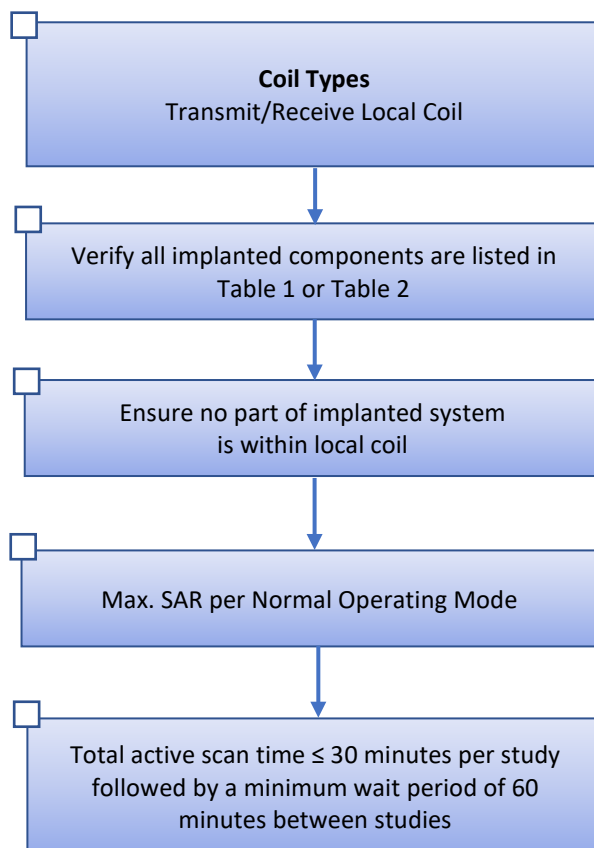 Coil Types
Transmit/Receive Local Coil
Verify all implanted components are listed in
Table 1 or Table 2
Ensure no part of implanted system
is within local coil
Max. SAR per Normal Operating Mode
Total active scan time ≤ 30 minutes per study
followed by a minimum wait period of 60
minutes between studies